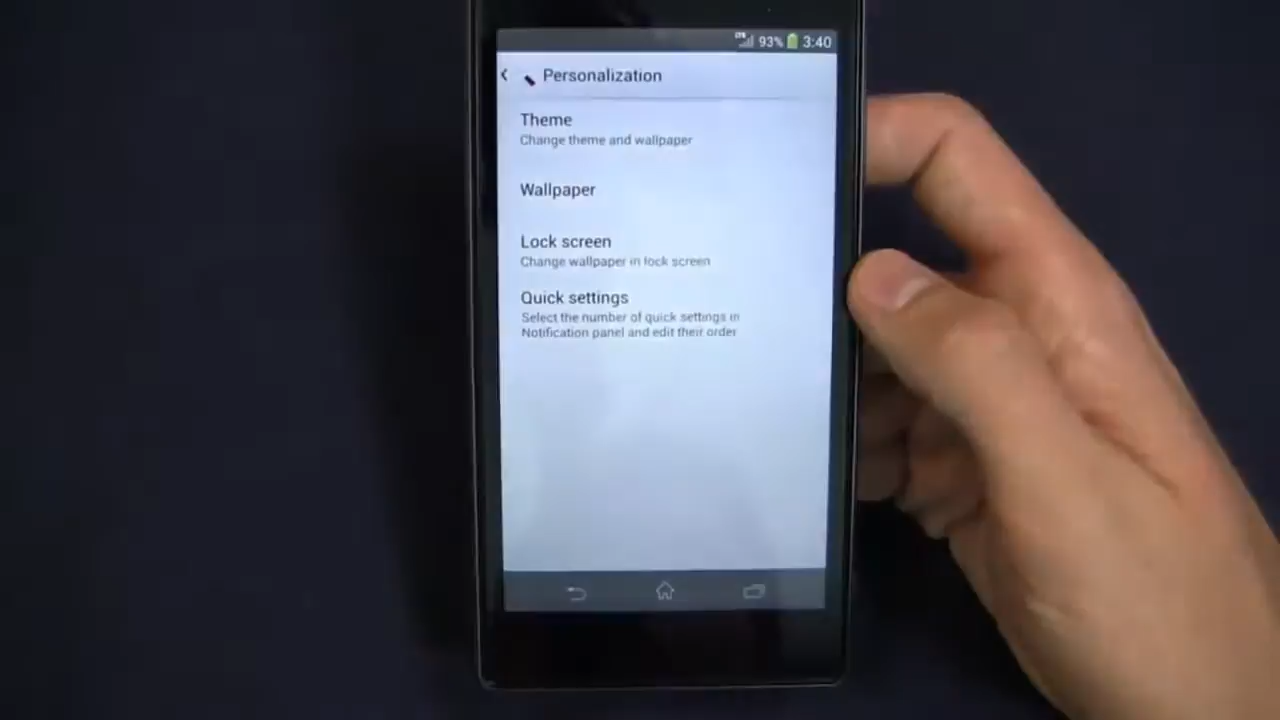 93% 3:40
Personalization
Theme
Change theme and wallpaper
Wallpaper
Lock screen
Change wallpaper in lock screen
Quick settings
Select the number of quick settings in
Notification panel and edit their order